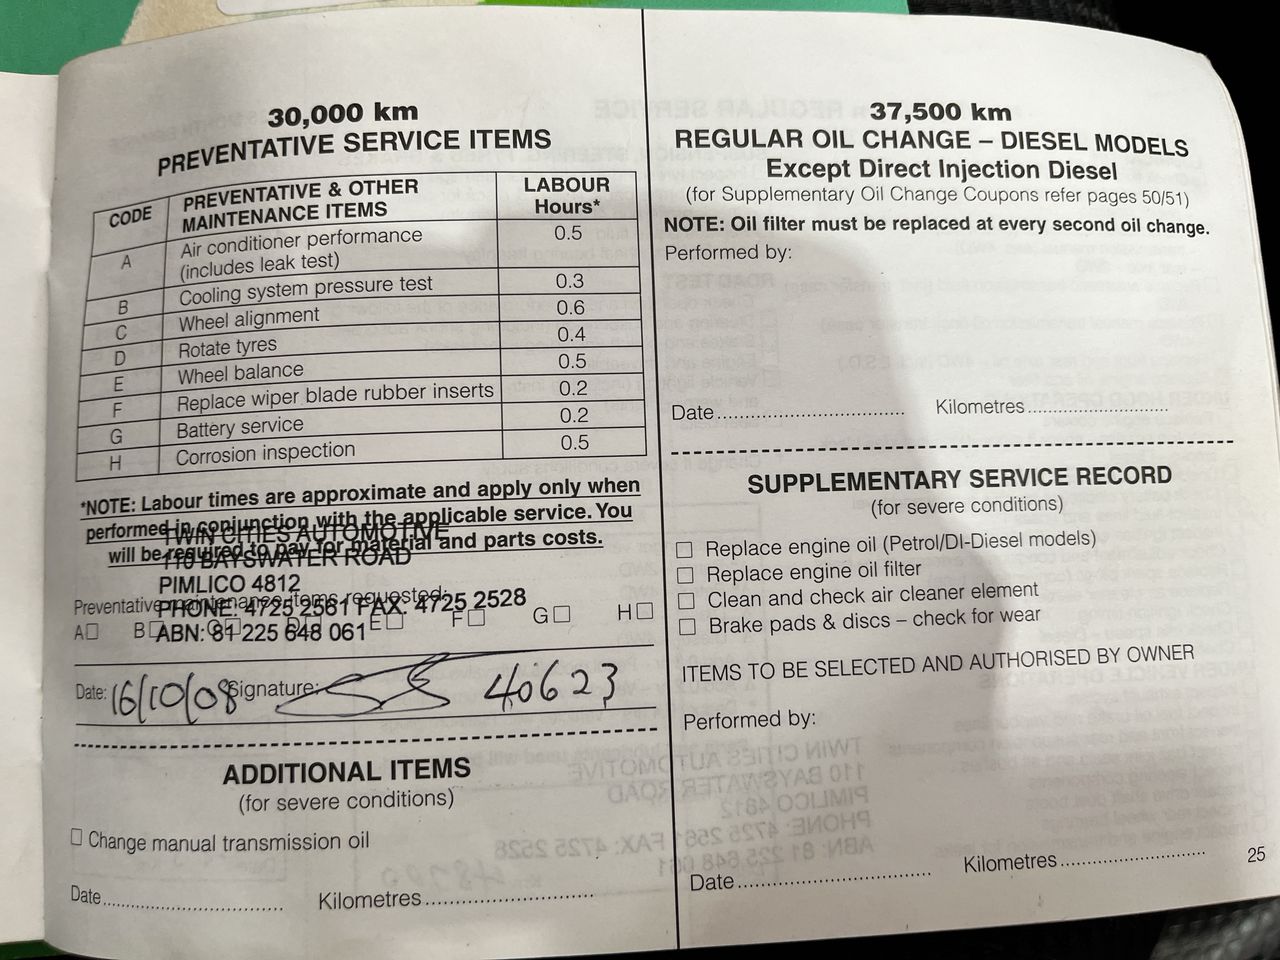 30,000 km
PREVENTATIVE SERVICE ITEMS
CODE PREVENTATIVE & OTHER MAINTENANCE ITEMS LABOUR Hours*
A Air conditioner performance (includes leak test) 0.5
B Cooling system pressure test 0.3
C Wheel alignment 0.6
D Rotate tyres 0.4
E Wheel balance 0.5
F Replace wiper blade rubber inserts 0.2
G Battery service 0.2
H Corrosion inspection 0.5
*NOTE: Labour times are approximate and apply only when
performed in conjunction with the applicable service. You
will be required to pay for material and parts costs.
TWIN CITIES AUTOMOTIVE
110 BAYSWATER ROAD
PIMLICO 4812
Preventative maintenance items requested:
PHONE: 4725 2561 FAX: 4725 2528
A B C D E F G H
ABN: 81 225 648 061
Date: 16/10/08 Signature: 40623
ADDITIONAL ITEMS
(for severe conditions)
Change manual transmission oil
Date Kilometres
37,500 km
REGULAR OIL CHANGE – DIESEL MODELS
Except Direct Injection Diesel
(for Supplementary Oil Change Coupons refer pages 50/51)
NOTE: Oil filter must be replaced at every second oil change.
Performed by:
Date Kilometres
SUPPLEMENTARY SERVICE RECORD
(for severe conditions)
Replace engine oil (Petrol/DI-Diesel models)
Replace engine oil filter
Clean and check air cleaner element
Brake pads & discs – check for wear
ITEMS TO BE SELECTED AND AUTHORISED BY OWNER
Performed by:
Date Kilometres
25